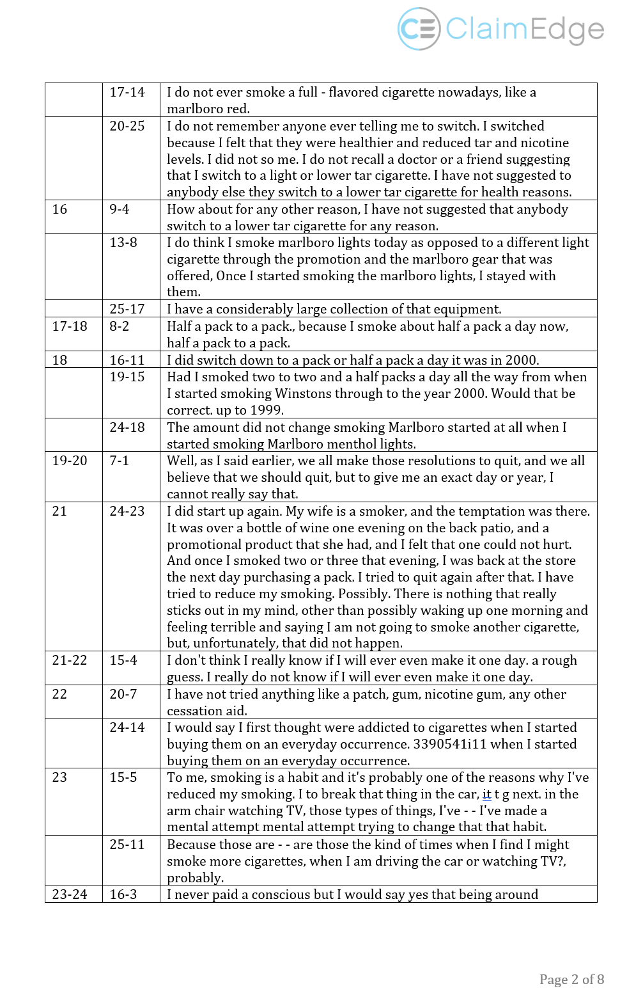 CE ClaimEdge
17-14 I do not ever smoke a full - flavored cigarette nowadays, like a
marlboro red.
20-25 I do not remember anyone ever telling me to switch. I switched
because I felt that they were healthier and reduced tar and nicotine
levels. I did not so me. I do not recall a doctor or a friend suggesting
that I switch to a light or lower tar cigarette. I have not suggested to
anybody else they switch to a lower tar cigarette for health reasons.
16 9-4 How about for any other reason, I have not suggested that anybody
switch to a lower tar cigarette for any reason.
13-8 I do think I smoke marlboro lights today as opposed to a different light
cigarette through the promotion and the marlboro gear that was
offered, Once I started smoking the marlboro lights, I stayed with
them.
25-17 I have a considerably large collection of that equipment.
17-18 8-2 Half a pack to a pack., because I smoke about half a pack a day now,
half a pack to a pack.
18 16-11 I did switch down to a pack or half a pack a day it was in 2000.
19-15 Had I smoked two to two and a half packs a day all the way from when
I started smoking Winstons through to the year 2000. Would that be
correct. up to 1999.
24-18 The amount did not change smoking Marlboro started at all when I
started smoking Marlboro menthol lights.
19-20 7-1 Well, as I said earlier, we all make those resolutions to quit, and we all
believe that we should quit, but to give me an exact day or year, I
cannot really say that.
21 24-23 I did start up again. My wife is a smoker, and the temptation was there.
It was over a bottle of wine one evening on the back patio, and a
promotional product that she had, and I felt that one could not hurt.
And once I smoked two or three that evening, I was back at the store
the next day purchasing a pack. I tried to quit again after that. I have
tried to reduce my smoking. Possibly. There is nothing that really
sticks out in my mind, other than possibly waking up one morning and
feeling terrible and saying I am not going to smoke another cigarette,
but, unfortunately, that did not happen.
21-22 15-4 I don't think I really know if I will ever even make it one day. a rough
guess. I really do not know if I will ever even make it one day.
22 20-7 I have not tried anything like a patch, gum, nicotine gum, any other
cessation aid.
24-14 I would say I first thought were addicted to cigarettes when I started
buying them on an everyday occurrence. 3390541i11 when I started
buying them on an everyday occurrence.
23 15-5 To me, smoking is a habit and it's probably one of the reasons why I've
reduced my smoking. I to break that thing in the car, it t g next. in the
arm chair watching TV, those types of things, I've - - I've made a
mental attempt mental attempt trying to change that that habit.
25-11 Because those are - - are those the kind of times when I find I might
smoke more cigarettes, when I am driving the car or watching TV?,
probably.
23-24 16-3 I never paid a conscious but I would say yes that being around
Page 2 of 8